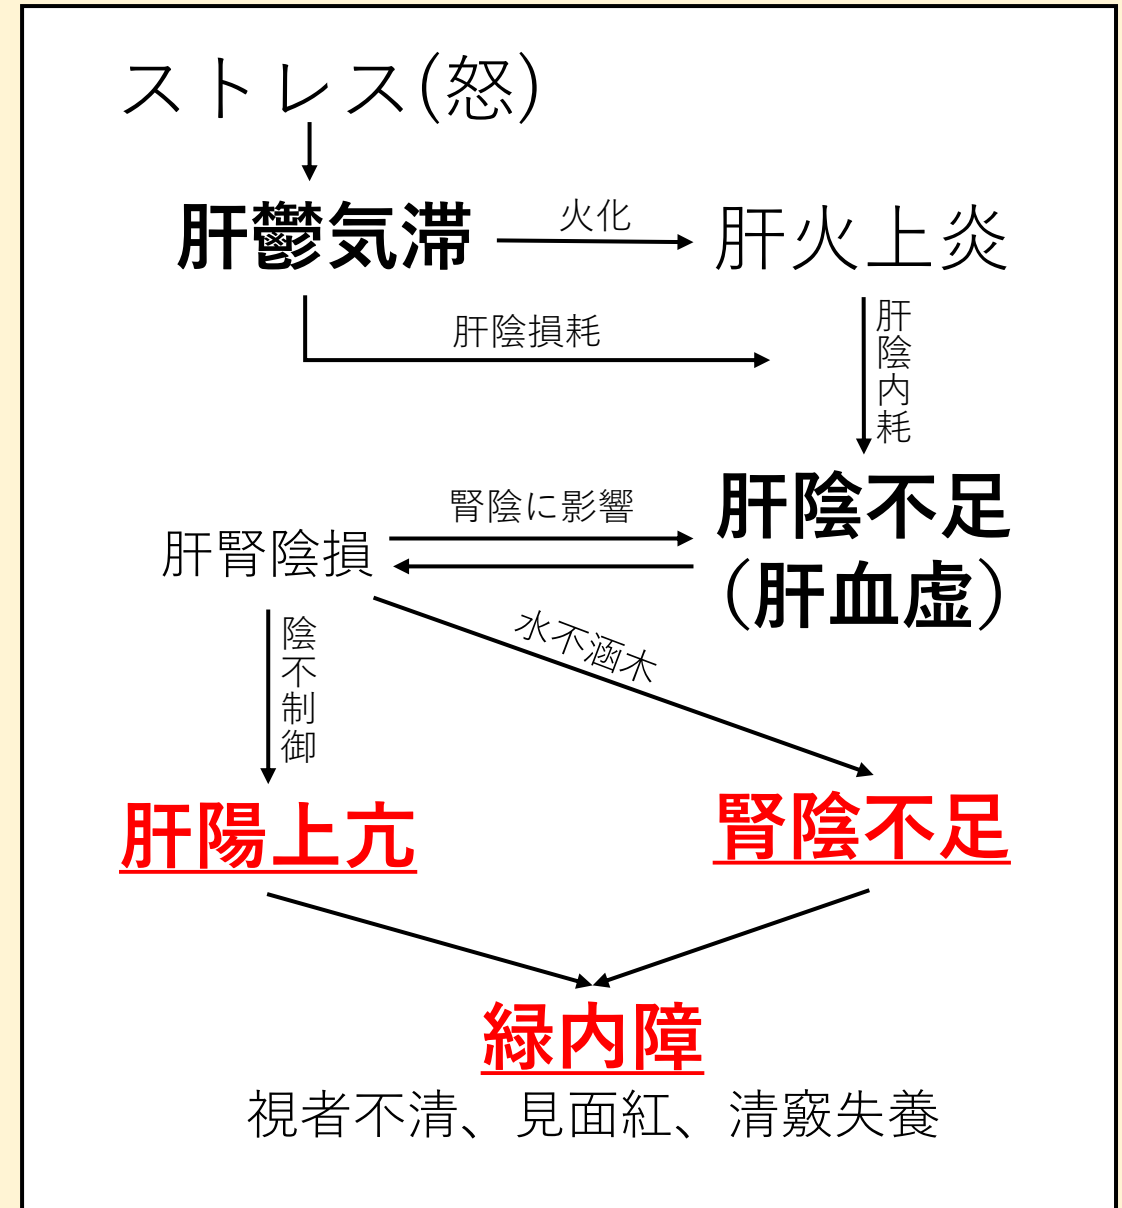 ストレス(怒)
肝鬱気滞
火化
肝火上炎
肝陰損耗
肝陰内耗
腎陰に影響
肝腎陰損
肝陰不足
(肝血虚)
水不涵木
陰不制御
肝陽上亢
腎陰不足
緑内障
視者不清、見面紅、清竅失養